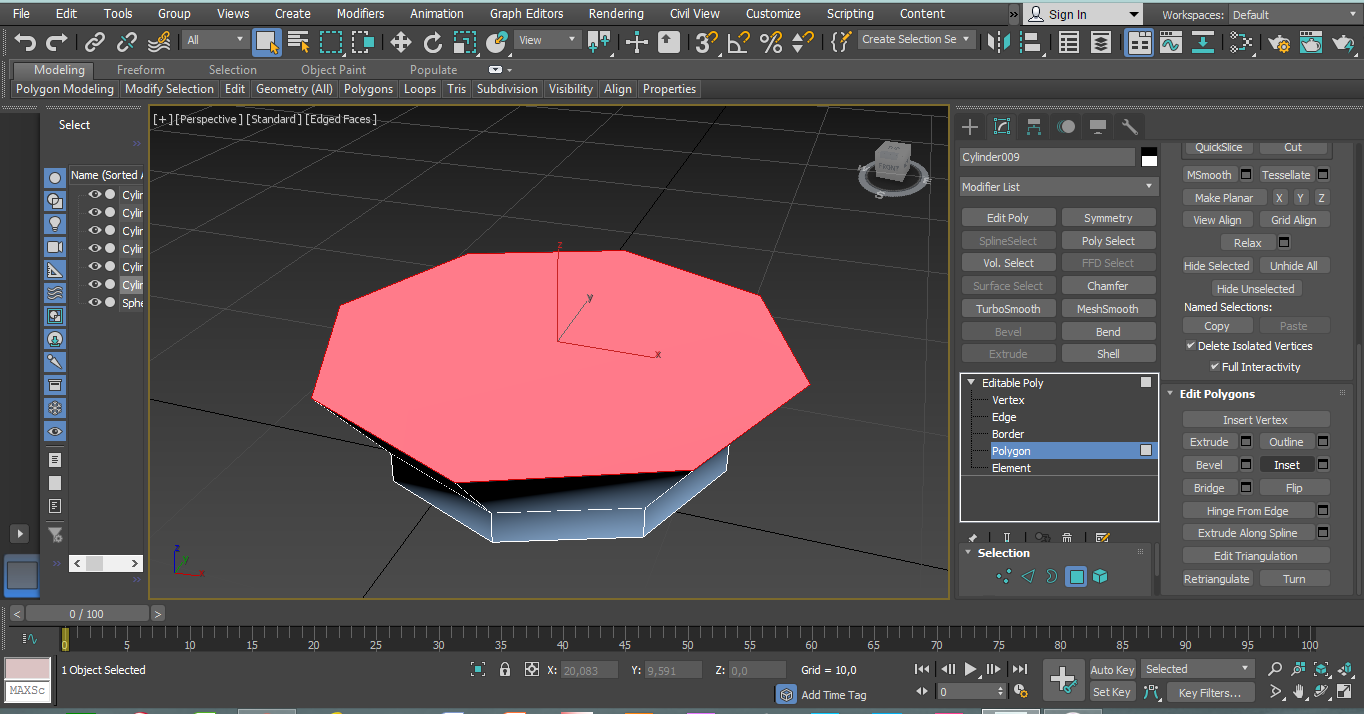 File Edit Tools Group Views Create Modifiers Animation Graph Editors Rendering Civil View Customize Scripting Content » Sign In Workspaces: Default
All View 3 Create Selection Se
Modeling Freeform Selection Object Paint Populate
Polygon Modeling Modify Selection Edit Geometry (All) Polygons Loops Tris Subdivision Visibility Align Properties
Select
»
Name (Sorted A
Cylir
Cylir
Cylir
Cylir
Cylir
Cylir
Sphe
< >
»
[+] [Perspective ] [Standard ] [Edged Faces ]
FRONT
S
z
y
x
z
y
x
Cylinder009
Modifier List
Edit Poly Symmetry
SplineSelect Poly Select
Vol. Select FFD Select
Surface Select Chamfer
TurboSmooth MeshSmooth
Bevel Bend
Extrude Shell
Editable Poly
Vertex
Edge
Border
Polygon
Element
Selection
QuickSlice Cut
MSmooth Tessellate
Make Planar X Y Z
View Align Grid Align
Relax
Hide Selected Unhide All
Hide Unselected
Named Selections:
Copy Paste
Delete Isolated Vertices
Full Interactivity
Edit Polygons
Insert Vertex
Extrude Outline
Bevel Inset
Bridge Flip
Hinge From Edge
Extrude Along Spline
Edit Triangulation
Retriangulate Turn
< 0 / 100 >
0 5 10 15 20 25 30 35 40 45 50 55 60 65 70 75 80 85 90 95 100
MAXSc
1 Object Selected X: 20,083 Y: 9,591 Z: 0,0 Grid = 10,0
Add Time Tag
0
Auto Key Selected
Set Key Key Filters...